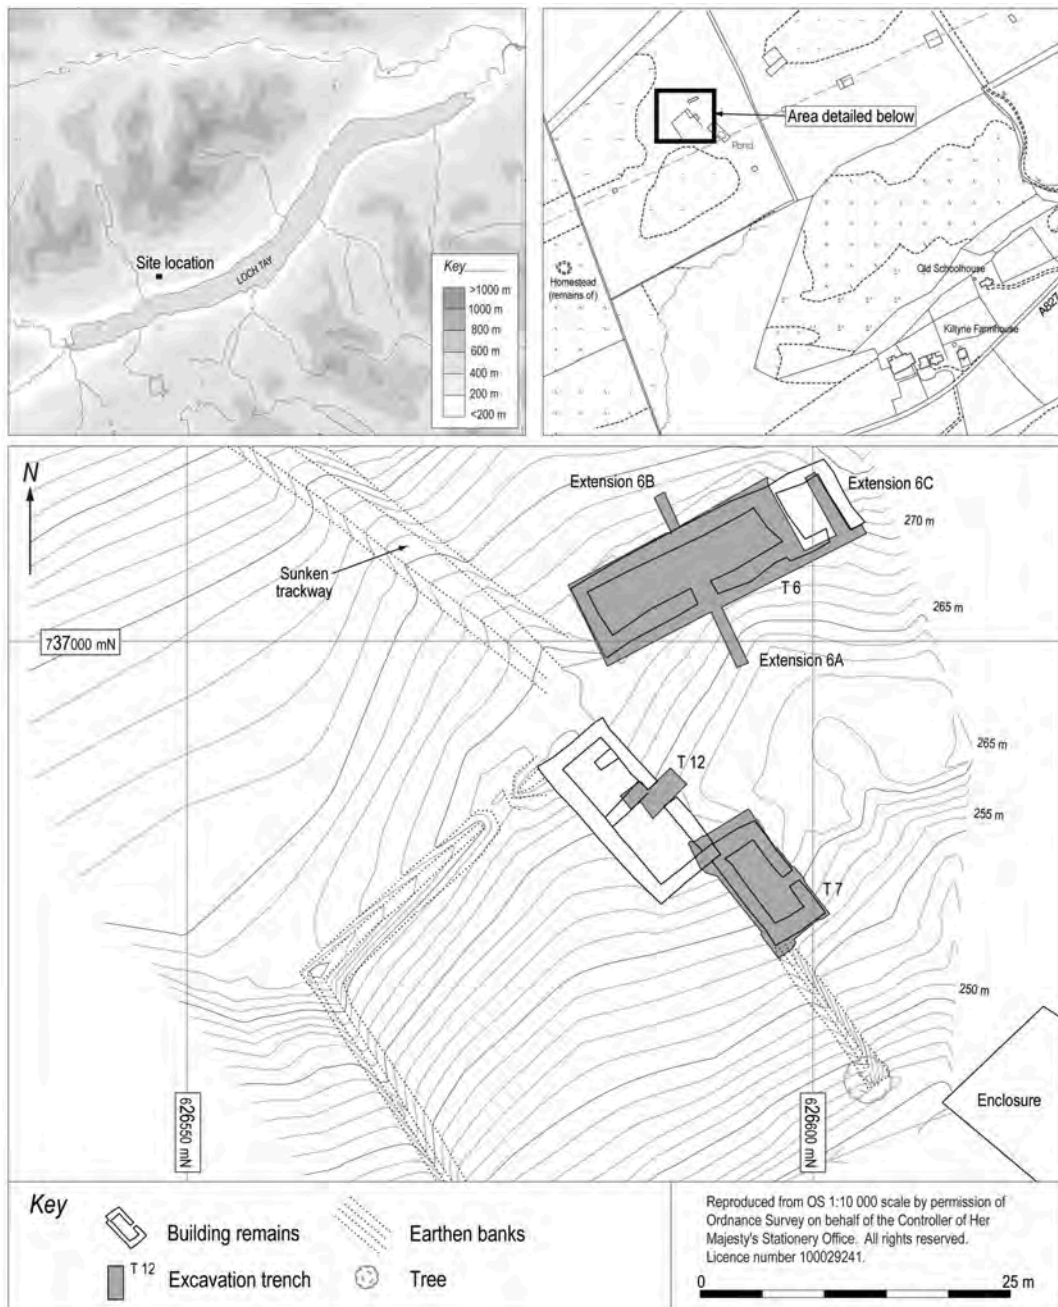 Site location
LOCH TAY
Key
>1000 m
1000 m
800 m
600 m
400 m
200 m
<200 m
Area detailed below
Pond
Homestead
(remains of)
Old Schoolhouse
Kiltyrie Farmhouse
A827
N
Sunken
trackway
Extension 6B
Extension 6C
270 m
T 6
265 m
737000 mN
Extension 6A
265 m
T 12
255 m
T 7
250 m
626550 mN
626600 mN
Enclosure
Key
Building remains
Earthen banks
T 12
Excavation trench
Tree
Reproduced from OS 1:10 000 scale by permission of
Ordnance Survey on behalf of the Controller of Her
Majesty's Stationery Office. All rights reserved.
Licence number 100029241.
0
25 m